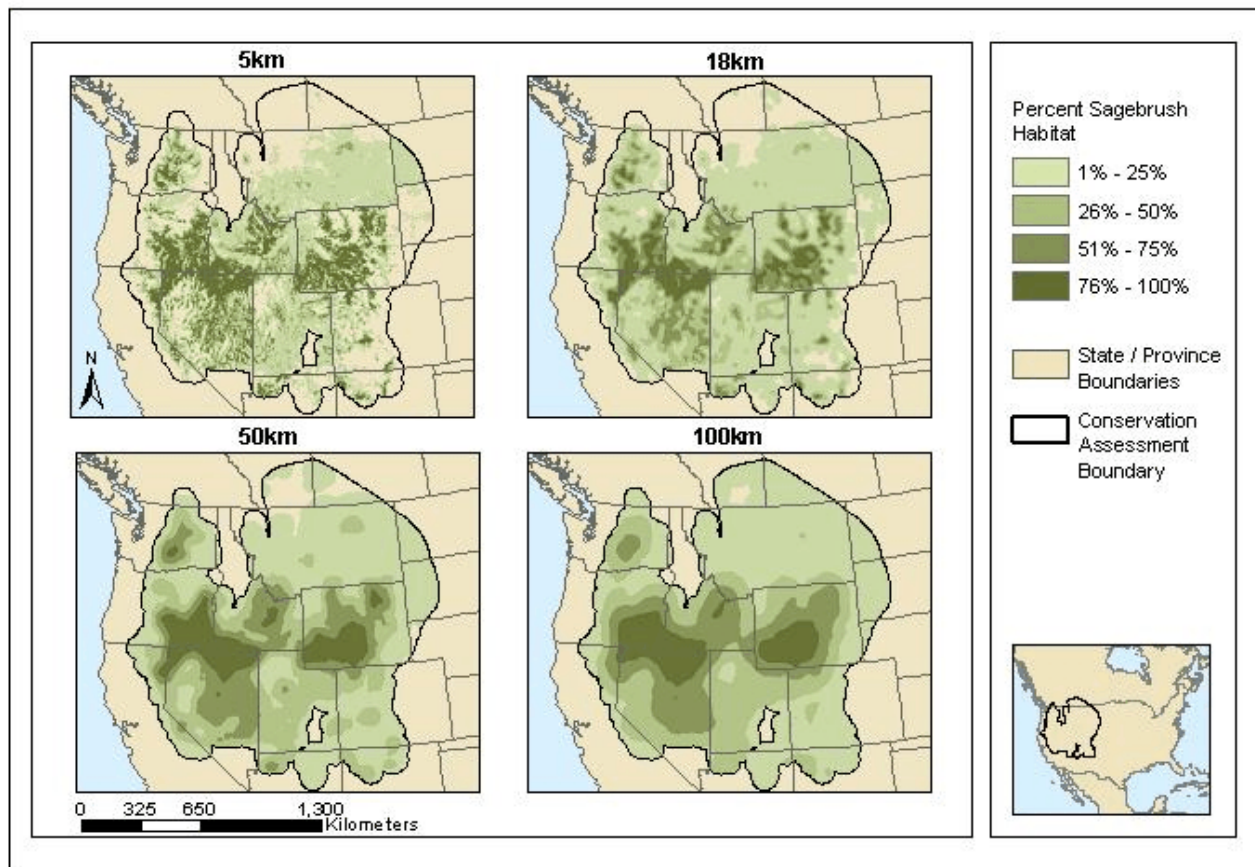 5km
18km
N
50km
100km
0 325 650 1,300
Kilometers
Percent Sagebrush
Habitat
1% - 25%
26% - 50%
51% - 75%
76% - 100%
State / Province
Boundaries
Conservation
Assessment
Boundary